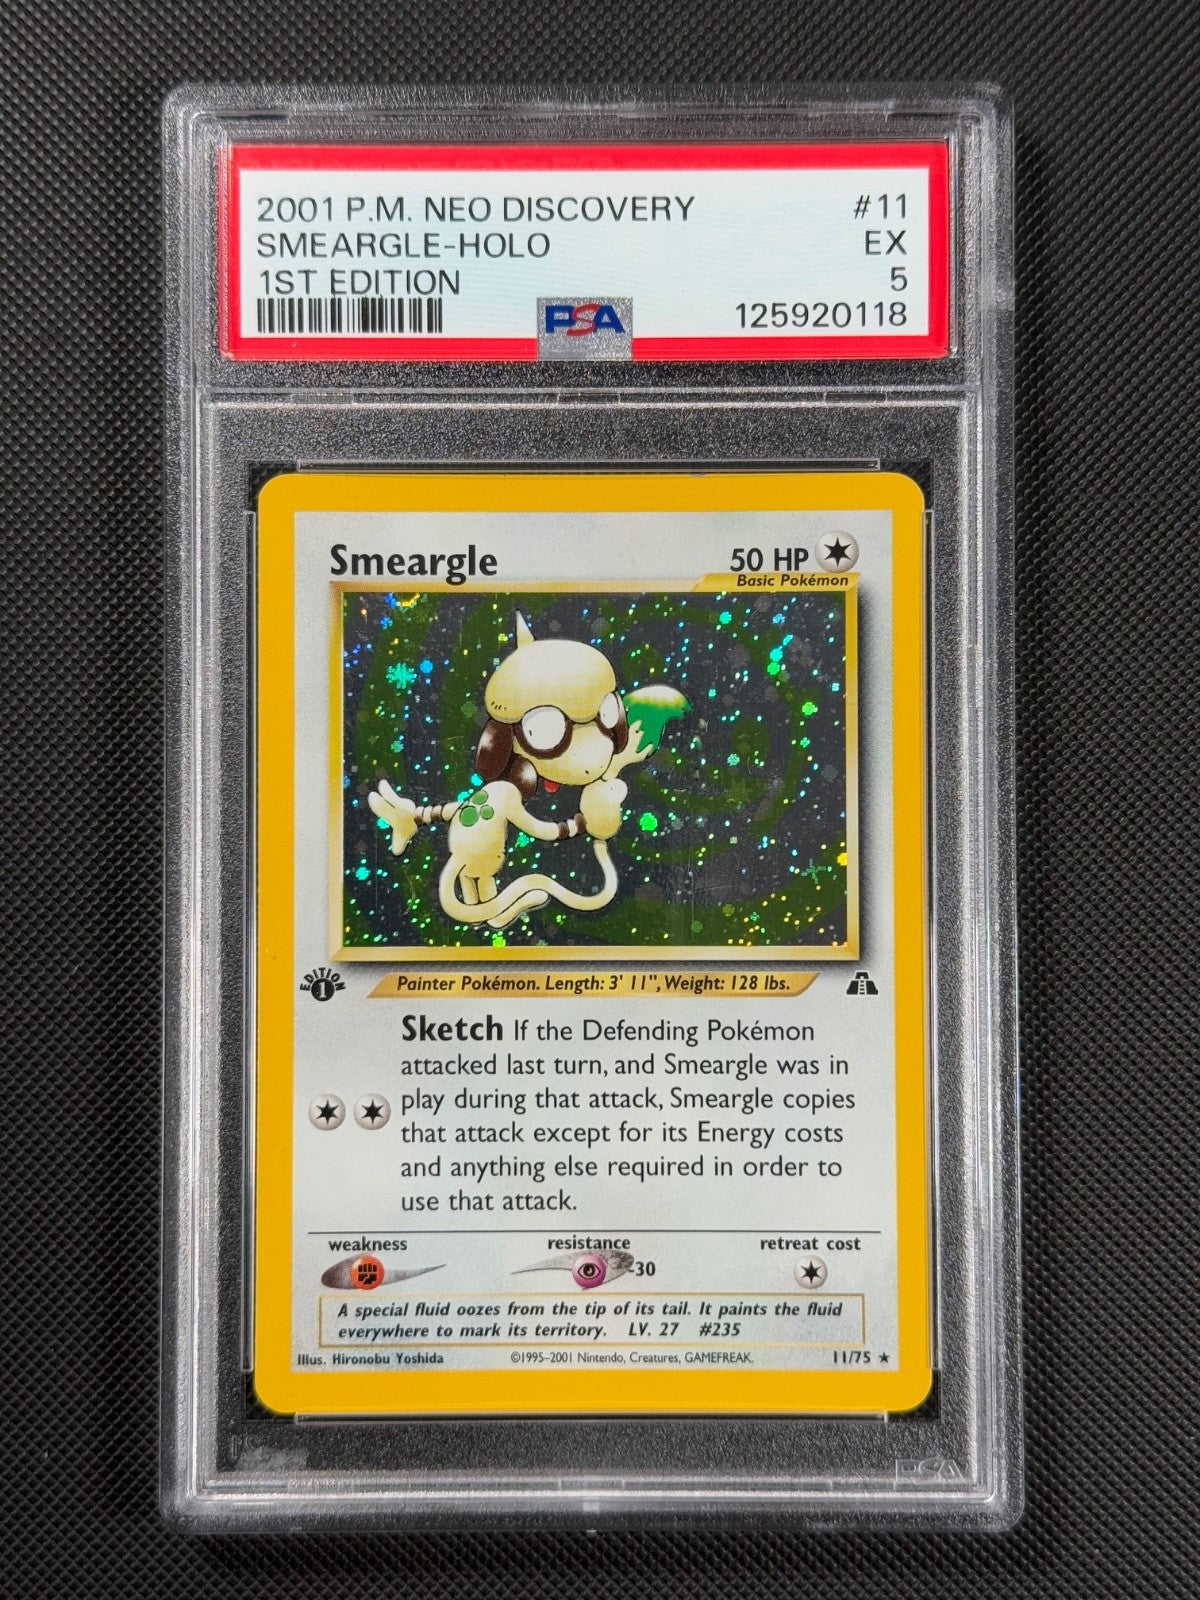 2001 P.M. NEO DISCOVERY #11
SMEARGLE-HOLO EX
1ST EDITION 5
PSA 125920118
Smeargle 50 HP
Basic Pokémon
EDITION
1
Painter Pokémon. Length: 3' 11", Weight: 128 lbs.
Sketch If the Defending Pokémon
attacked last turn, and Smeargle was in
play during that attack, Smeargle copies
that attack except for its Energy costs
and anything else required in order to
use that attack.
weakness resistance retreat cost
-30
A special fluid oozes from the tip of its tail. It paints the fluid
everywhere to mark its territory. LV. 27 #235
Illus. Hironobu Yoshida ©1995-2001 Nintendo, Creatures, GAMEFREAK. 11/75 ★
PSA